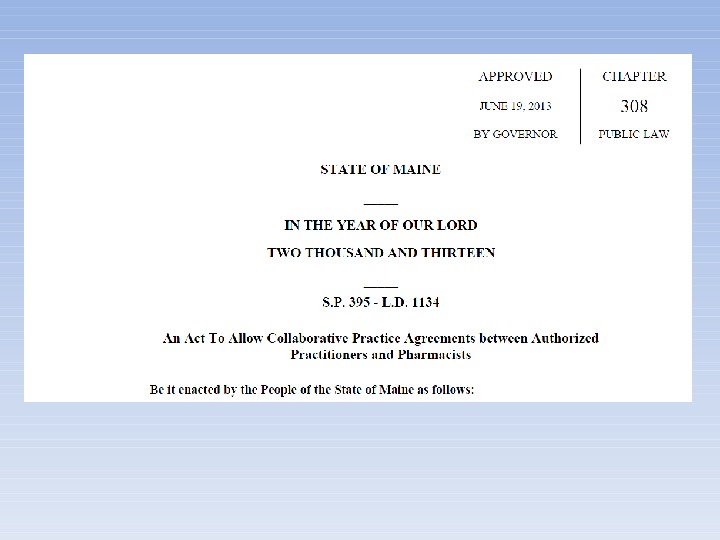 APPROVED CHAPTER
JUNE 19, 2013 308
BY GOVERNOR PUBLIC LAW
STATE OF MAINE
IN THE YEAR OF OUR LORD
TWO THOUSAND AND THIRTEEN
S.P. 395 - L.D. 1134
An Act To Allow Collaborative Practice Agreements between Authorized
Practitioners and Pharmacists
Be it enacted by the People of the State of Maine as follows: